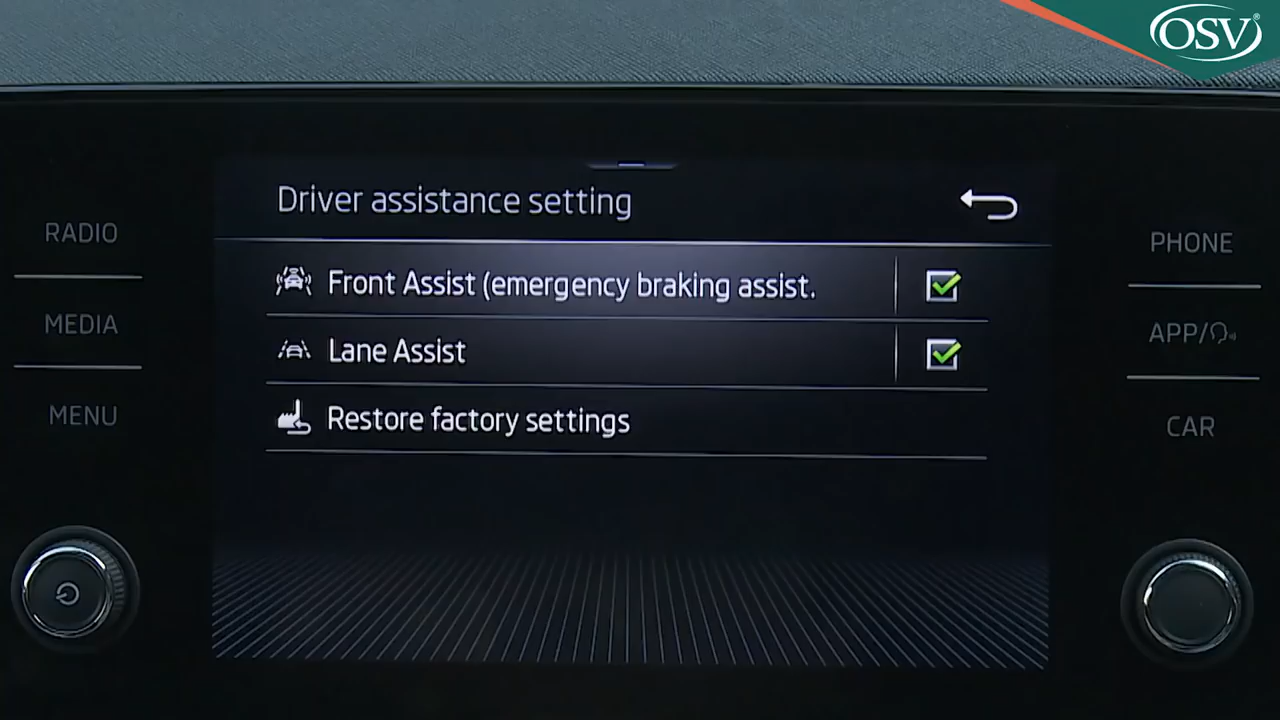 OSV®
Driver assistance setting
RADIO
MEDIA
MENU
Front Assist (emergency braking assist.
Lane Assist
Restore factory settings
PHONE
APP/
CAR